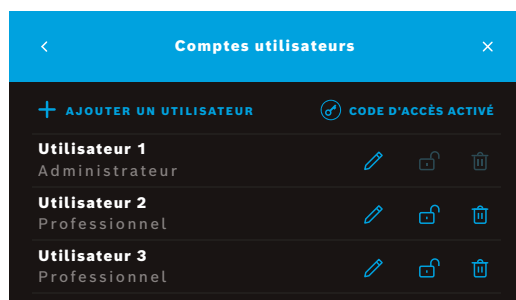 Comptes utilisateurs
AJOUTER UN UTILISATEUR
CODE D'ACCÈS ACTIVÉ
Utilisateur 1
Administrateur
Utilisateur 2
Professionnel
Utilisateur 3
Professionnel